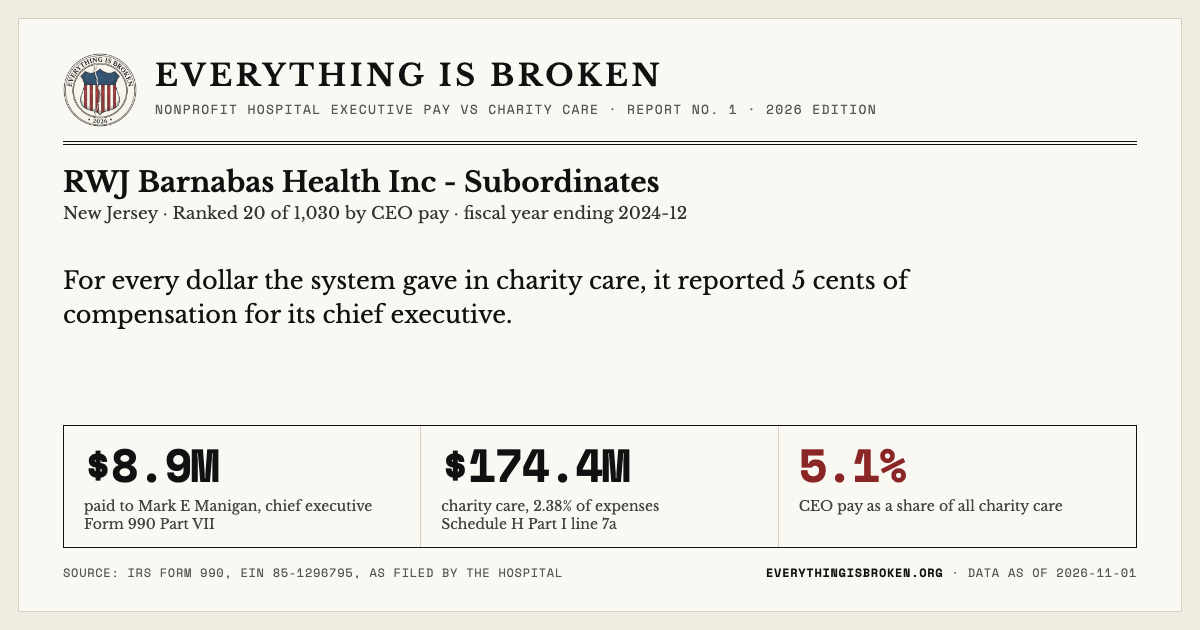 EVERYTHING IS BROKEN
· 2026 ·
EVERYTHING IS BROKEN
NONPROFIT HOSPITAL EXECUTIVE PAY VS CHARITY CARE · REPORT NO. 1 · 2026 EDITION
RWJ Barnabas Health Inc - Subordinates
New Jersey · Ranked 20 of 1,030 by CEO pay · fiscal year ending 2024-12
For every dollar the system gave in charity care, it reported 5 cents of
compensation for its chief executive.
$8.9M
paid to Mark E Manigan, chief executive
Form 990 Part VII
$174.4M
charity care, 2.38% of expenses
Schedule H Part I line 7a
5.1%
CEO pay as a share of all charity care
SOURCE: IRS FORM 990, EIN 85-1296795, AS FILED BY THE HOSPITAL
EVERYTHINGISBROKEN.ORG · DATA AS OF 2026-11-01